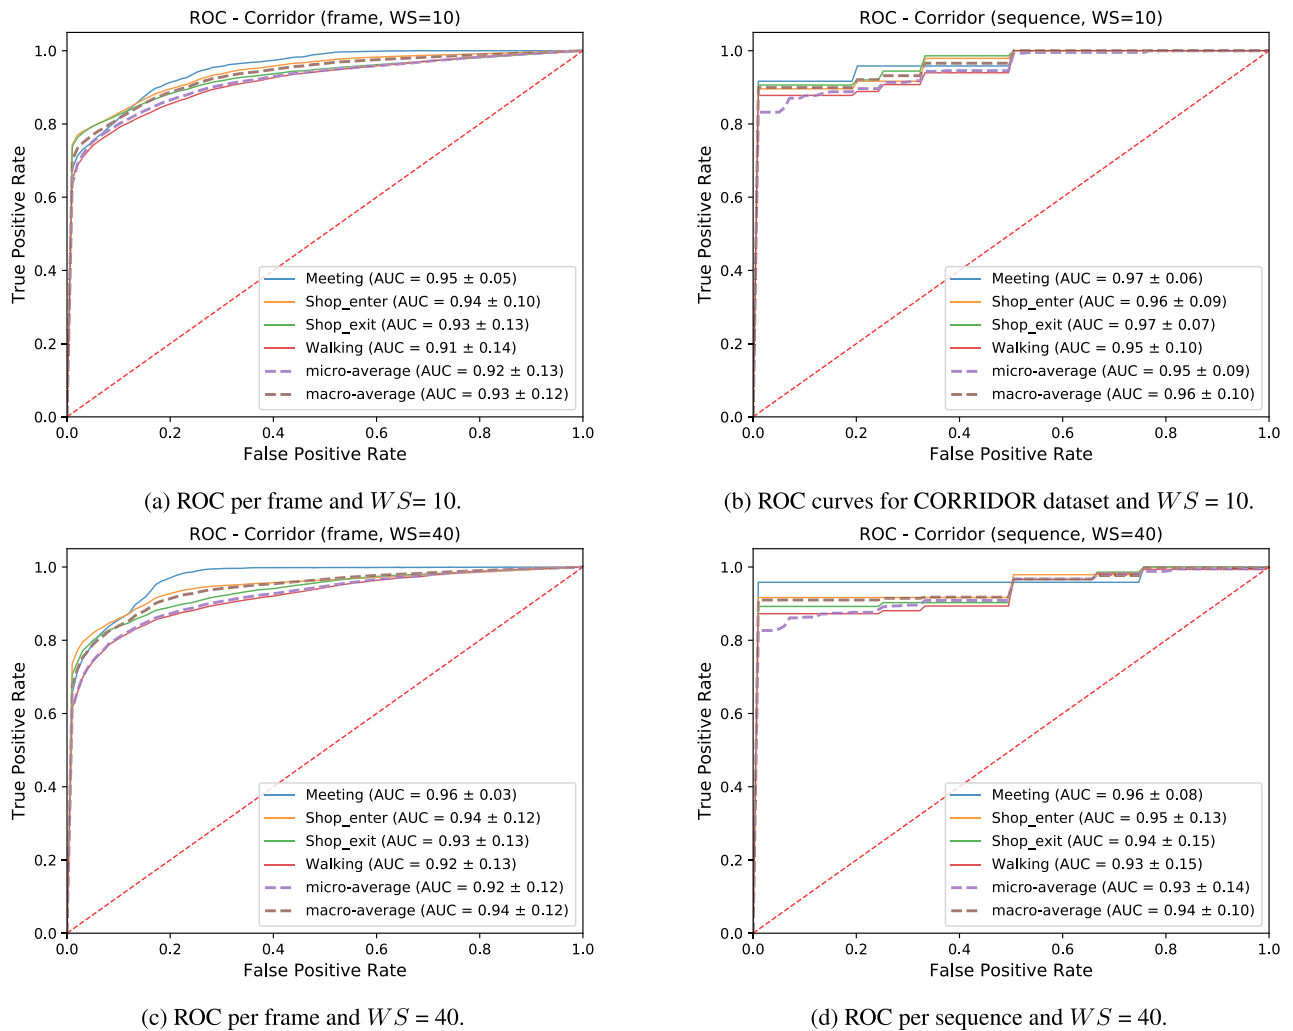 ROC - Corridor (frame, WS=10)
True Positive Rate
1.0
0.8
0.6
0.4
0.2
0.0
Meeting (AUC = 0.95 ± 0.05)
Shop_enter (AUC = 0.94 ± 0.10)
Shop_exit (AUC = 0.93 ± 0.13)
Walking (AUC = 0.91 ± 0.14)
micro-average (AUC = 0.92 ± 0.13)
macro-average (AUC = 0.93 ± 0.12)
0.0 0.2 0.4 0.6 0.8 1.0
False Positive Rate
(a) ROC per frame and WS= 10.
ROC - Corridor (sequence, WS=10)
True Positive Rate
1.0
0.8
0.6
0.4
0.2
0.0
Meeting (AUC = 0.97 ± 0.06)
Shop_enter (AUC = 0.96 ± 0.09)
Shop_exit (AUC = 0.97 ± 0.07)
Walking (AUC = 0.95 ± 0.10)
micro-average (AUC = 0.95 ± 0.09)
macro-average (AUC = 0.96 ± 0.10)
0.0 0.2 0.4 0.6 0.8 1.0
False Positive Rate
(b) ROC curves for CORRIDOR dataset and WS = 10.
ROC - Corridor (frame, WS=40)
True Positive Rate
1.0
0.8
0.6
0.4
0.2
0.0
Meeting (AUC = 0.96 ± 0.03)
Shop_enter (AUC = 0.94 ± 0.12)
Shop_exit (AUC = 0.93 ± 0.13)
Walking (AUC = 0.92 ± 0.13)
micro-average (AUC = 0.92 ± 0.12)
macro-average (AUC = 0.94 ± 0.12)
0.0 0.2 0.4 0.6 0.8 1.0
False Positive Rate
(c) ROC per frame and WS = 40.
ROC - Corridor (sequence, WS=40)
True Positive Rate
1.0
0.8
0.6
0.4
0.2
0.0
Meeting (AUC = 0.96 ± 0.08)
Shop_enter (AUC = 0.95 ± 0.13)
Shop_exit (AUC = 0.94 ± 0.15)
Walking (AUC = 0.93 ± 0.15)
micro-average (AUC = 0.93 ± 0.14)
macro-average (AUC = 0.94 ± 0.10)
0.0 0.2 0.4 0.6 0.8 1.0
False Positive Rate
(d) ROC per sequence and WS = 40.